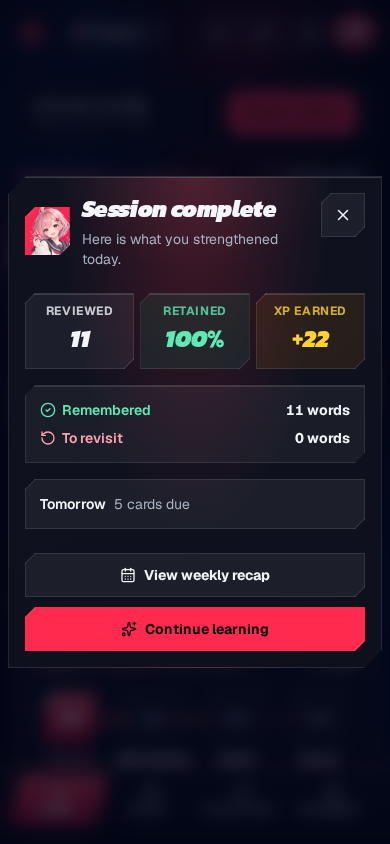 Session complete
Here is what you strengthened
today.
REVIEWED
RETAINED
XP EARNED
11
100%
+22
Remembered 11 words
To revisit 0 words
Tomorrow 5 cards due
View weekly recap
Continue learning